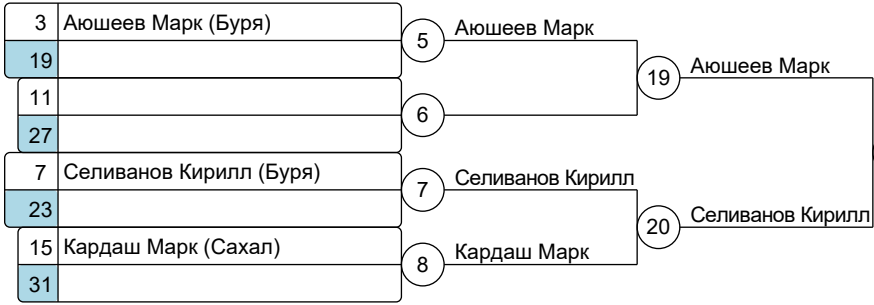 3 Аюшеев Марк (Буря)
5 Аюшеев Марк
19
19 Аюшеев Марк
11
6
27
7 Селиванов Кирилл (Буря)
7 Селиванов Кирилл
23
20 Селиванов Кирилл
15 Кардаш Марк (Сахал)
8 Кардаш Марк
31